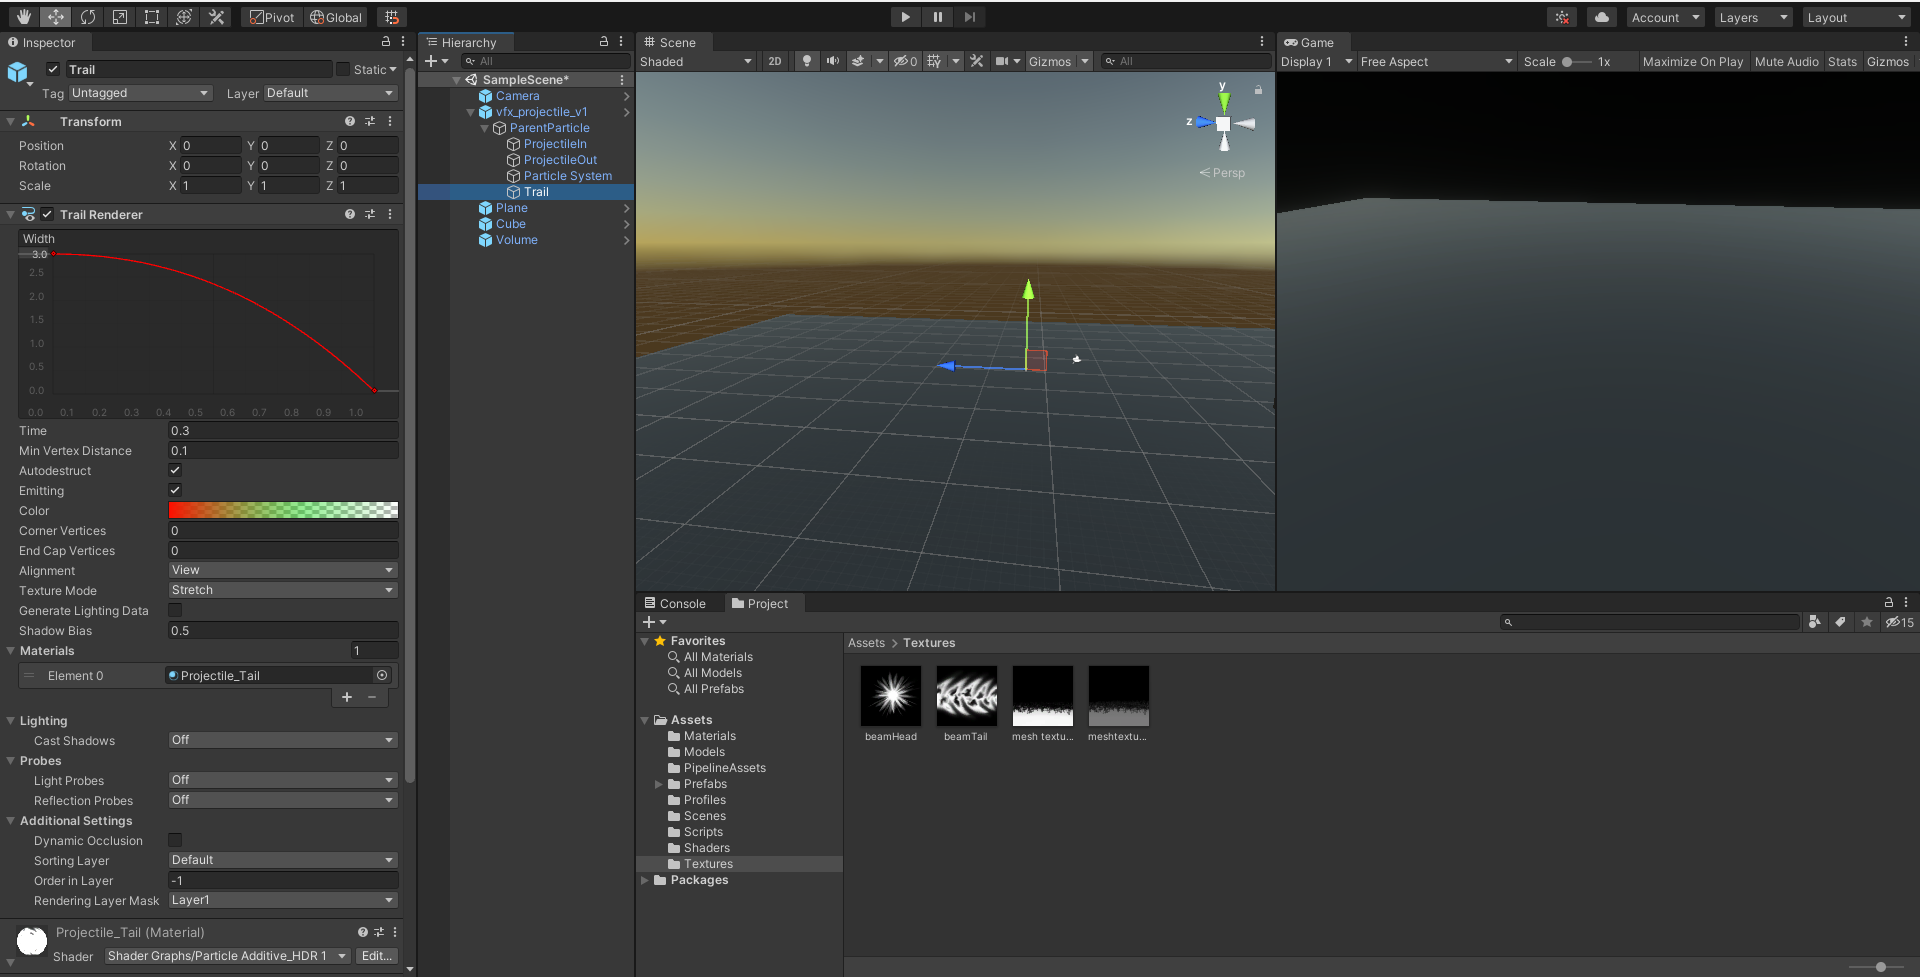 Pivot Global Account Layers Layout
Inspector
Trail Static
Tag Untagged Layer Default
Transform
Position X 0 Y 0 Z 0
Rotation X 0 Y 0 Z 0
Scale X 1 Y 1 Z 1
Trail Renderer
Width
3.0
2.5
2.0
1.5
1.0
0.5
0.0
0.0 0.1 0.2 0.3 0.4 0.5 0.6 0.7 0.8 0.9 1.0
Time 0.3
Min Vertex Distance 0.1
Autodestruct
Emitting
Color
Corner Vertices 0
End Cap Vertices 0
Alignment View
Texture Mode Stretch
Generate Lighting Data
Shadow Bias 0.5
Materials 1
Element 0 Projectile_Tail
+ −
Lighting
Cast Shadows Off
Probes
Light Probes Off
Reflection Probes Off
Additional Settings
Dynamic Occlusion
Sorting Layer Default
Order in Layer -1
Rendering Layer Mask Layer1
Projectile_Tail (Material)
Shader Shader Graphs/Particle Additive_HDR 1 Edit...
Hierarchy
+ All
SampleScene*
Camera
vfx_projectile_v1
ParentParticle
ProjectileIn
ProjectileOut
Particle System
Trail
Plane
Cube
Volume
Scene
Shaded 2D 0 Gizmos All
y
z
Persp
Game
Display 1 Free Aspect Scale 1x Maximize On Play Mute Audio Stats Gizmos
Console Project
+ 15
Favorites
All Materials
All Models
All Prefabs
Assets
Materials
Models
PipelineAssets
Prefabs
Profiles
Scenes
Scripts
Shaders
Textures
Packages
Assets > Textures
beamHead beamTail mesh textu... meshtextu...